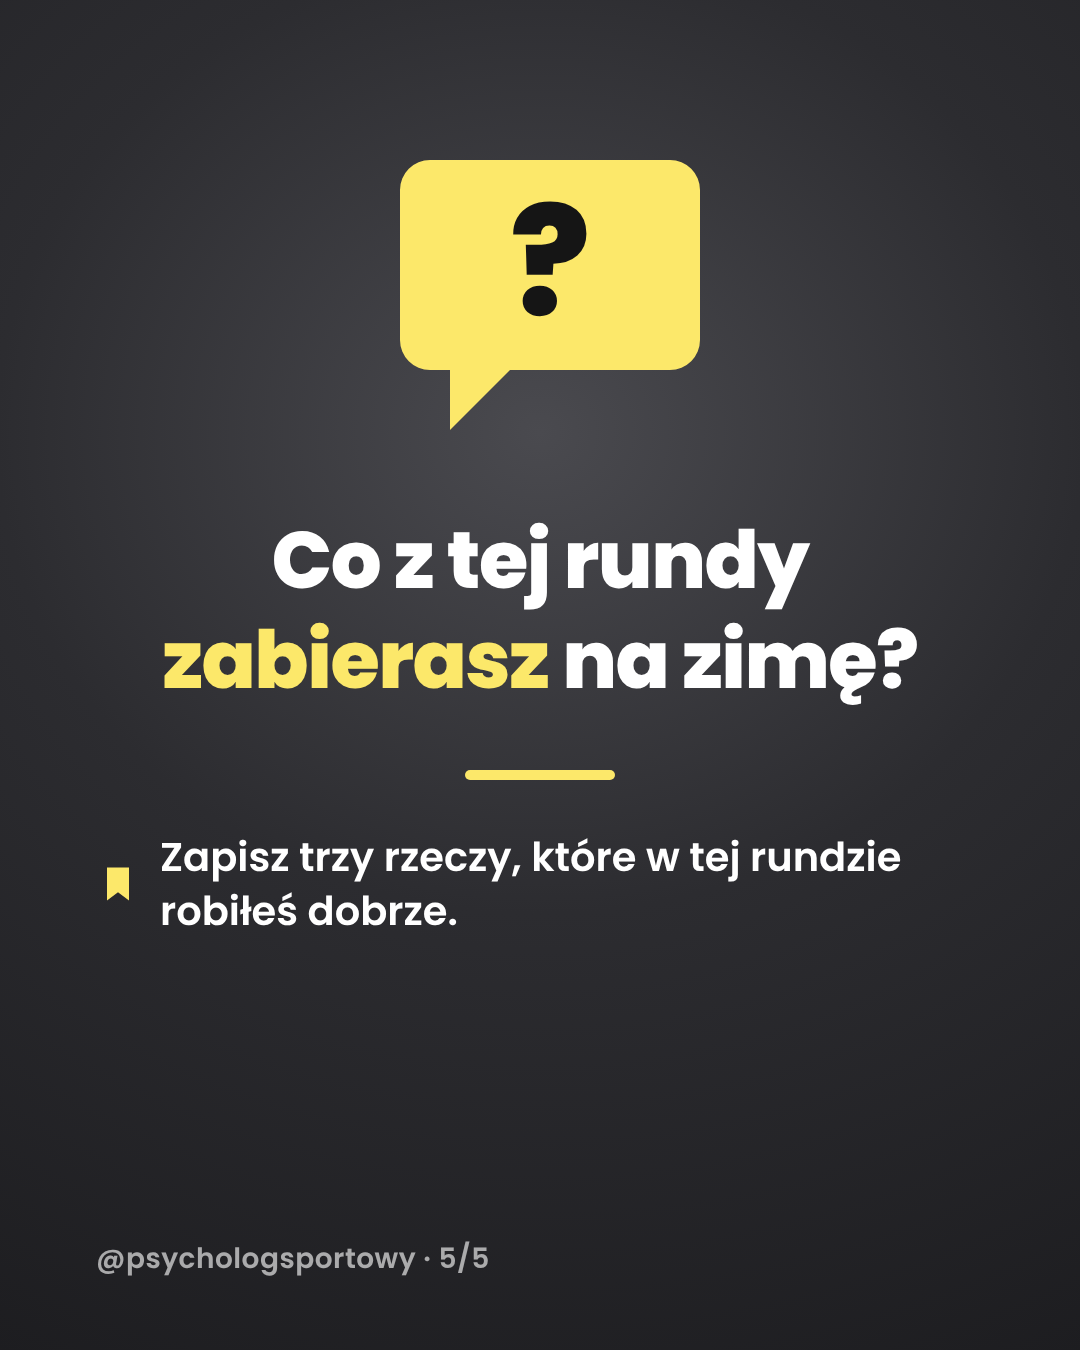 ?
Co z tej rundy
zabierasz na zimę?
Zapisz trzy rzeczy, które w tej rundzie
robiłeś dobrze.
@psychologsportowy · 5/5